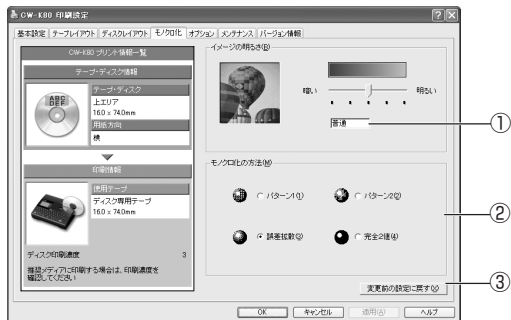 CW-K80 印刷設定
基本設定 テープレイアウト ディスクレイアウト モノクロ化 オプション メンテナンス バージョン情報
CW-K80 プリント情報一覧
テープ・ディスク情報
ABC
DEF
テープ・ディスク
上エリア
16.0 x 74.0mm
用紙方向
横
印刷情報
使用テープ
ディスク専用テープ
16.0 x 74.0mm
ディスク印刷濃度 3
推奨メディアに印刷する場合は、印刷濃度を
確認してください
イメージの明るさ(B)
暗い 明るい
普通
①
モノクロ化の方法(M)
パターン1(1) パターン2(2)
誤差拡散(3) 完全2値(4)
②
変更前の設定に戻す(X)
③
OK キャンセル 適用(A) ヘルプ